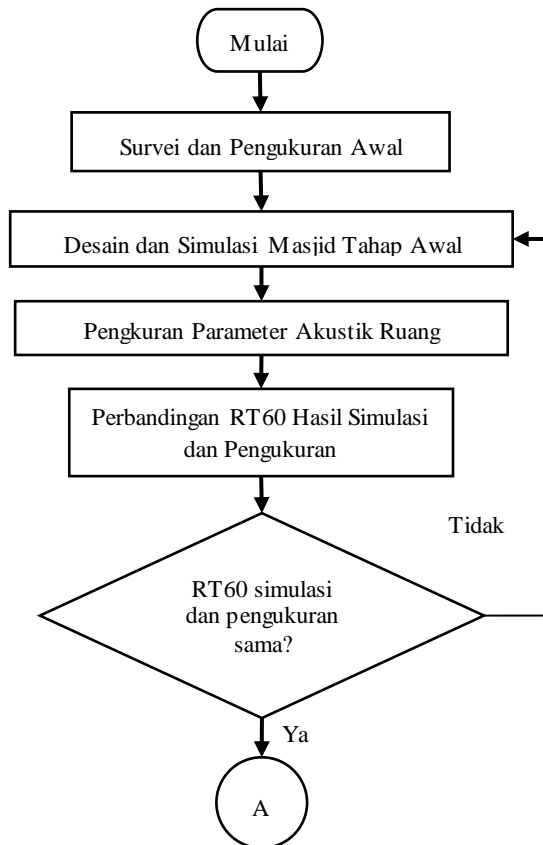 Mulai
Survei dan Pengukuran Awal
Desain dan Simulasi Masjid Tahap Awal
Pengkuran Parameter Akustik Ruang
Perbandingan RT60 Hasil Simulasi
dan Pengukuran
Tidak
RT60 simulasi
dan pengukuran
sama?
Ya
A